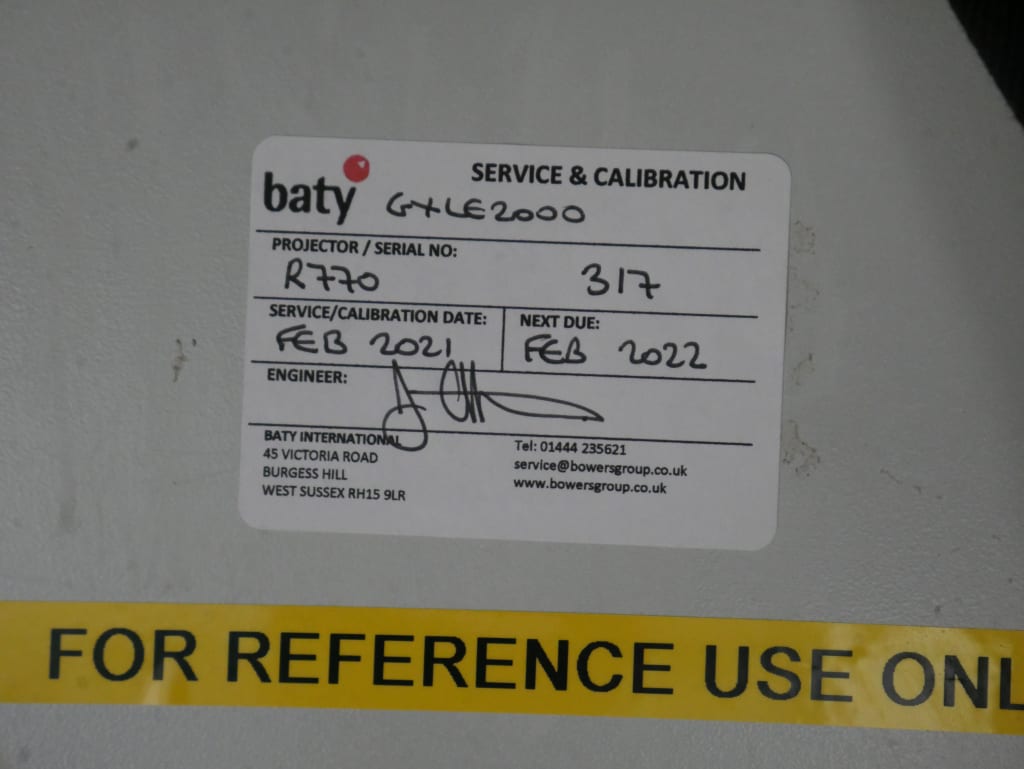 baty SERVICE & CALIBRATION
GXLE2000
PROJECTOR / SERIAL NO:
R770 317
SERVICE/CALIBRATION DATE: NEXT DUE:
FEB 2021 FEB 2022
ENGINEER:
BATY INTERNATIONAL Tel: 01444 235621
45 VICTORIA ROAD service@bowersgroup.co.uk
BURGESS HILL www.bowersgroup.co.uk
WEST SUSSEX RH15 9LR
FOR REFERENCE USE ONL